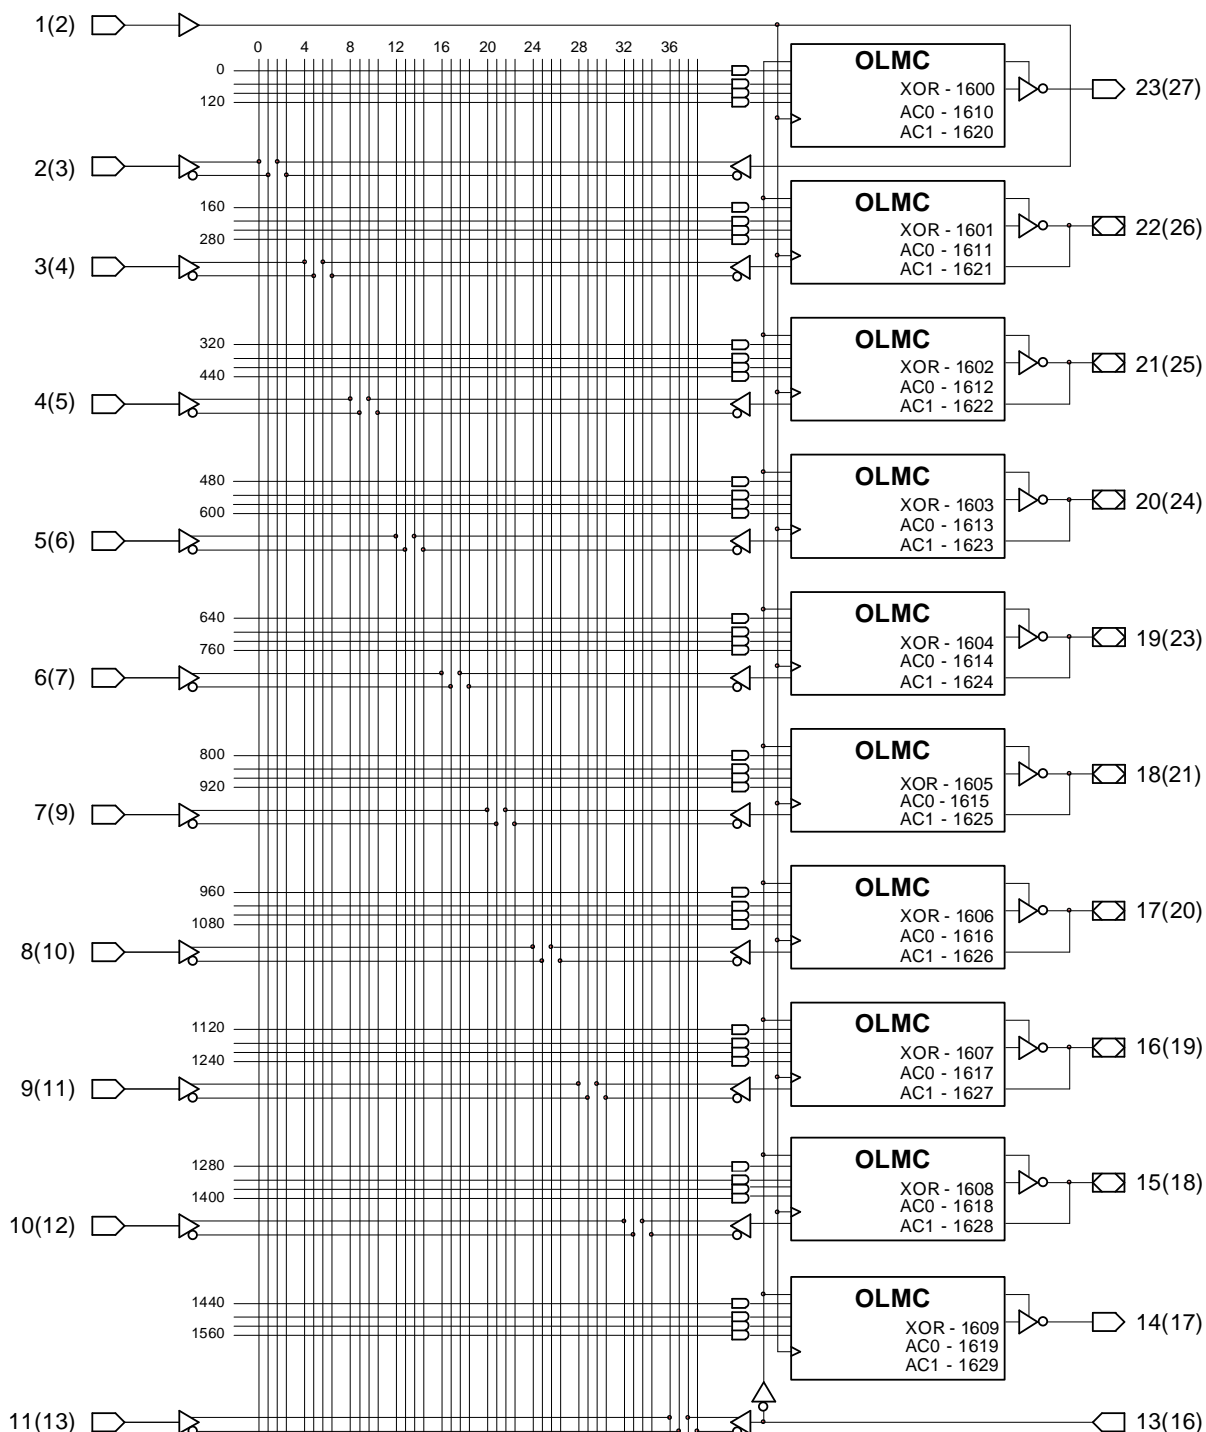 1(2)
0 4 8 12 16 20 24 28 32 36
0
120
OLMC
XOR - 1600
AC0 - 1610
AC1 - 1620
23(27)
2(3)
160
280
OLMC
XOR - 1601
AC0 - 1611
AC1 - 1621
22(26)
3(4)
320
440
OLMC
XOR - 1602
AC0 - 1612
AC1 - 1622
21(25)
4(5)
480
600
OLMC
XOR - 1603
AC0 - 1613
AC1 - 1623
20(24)
5(6)
640
760
OLMC
XOR - 1604
AC0 - 1614
AC1 - 1624
19(23)
6(7)
800
920
OLMC
XOR - 1605
AC0 - 1615
AC1 - 1625
18(21)
7(9)
960
1080
OLMC
XOR - 1606
AC0 - 1616
AC1 - 1626
17(20)
8(10)
1120
1240
OLMC
XOR - 1607
AC0 - 1617
AC1 - 1627
16(19)
9(11)
1280
1400
OLMC
XOR - 1608
AC0 - 1618
AC1 - 1628
15(18)
10(12)
1440
1560
OLMC
XOR - 1609
AC0 - 1619
AC1 - 1629
14(17)
11(13)
13(16)